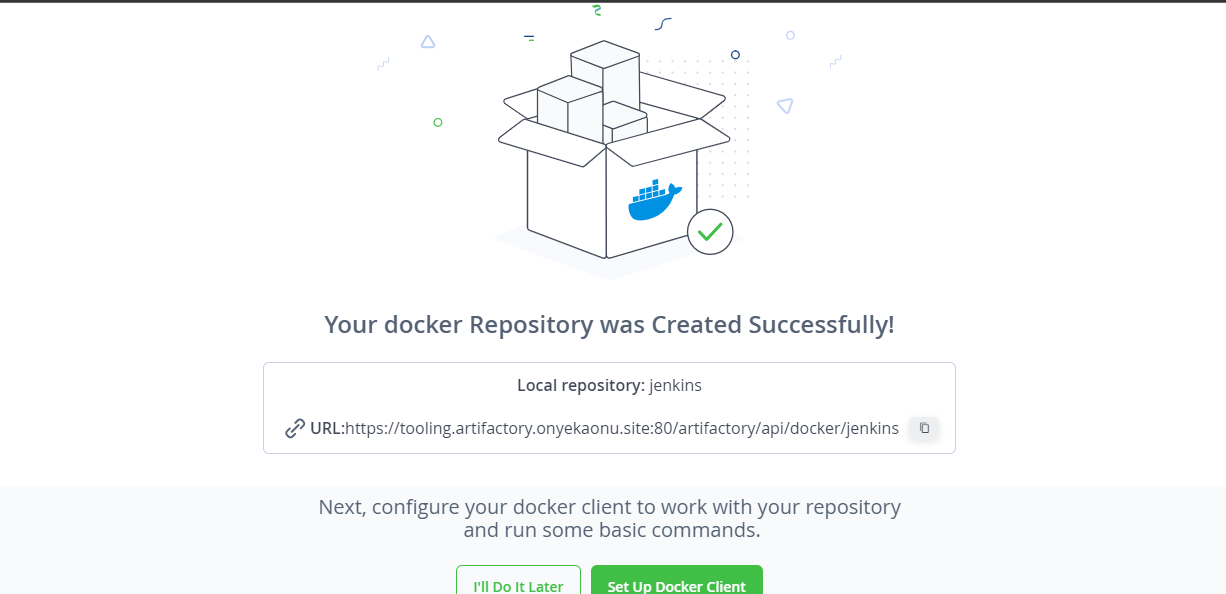 Your docker Repository was Created Successfully!
Local repository: jenkins
URL:https://tooling.artifactory.onyekaonu.site:80/artifactory/api/docker/jenkins
Next, configure your docker client to work with your repository
and run some basic commands.
I'll Do It Later
Set Up Docker Client